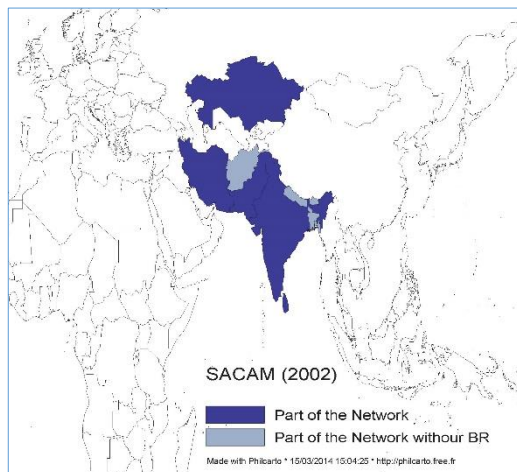 SACAM (2002)
Part of the Network
Part of the Network withour BR
Made with Philcarto * 15/03/2014 15:04:25 * http://philcarto.free.fr